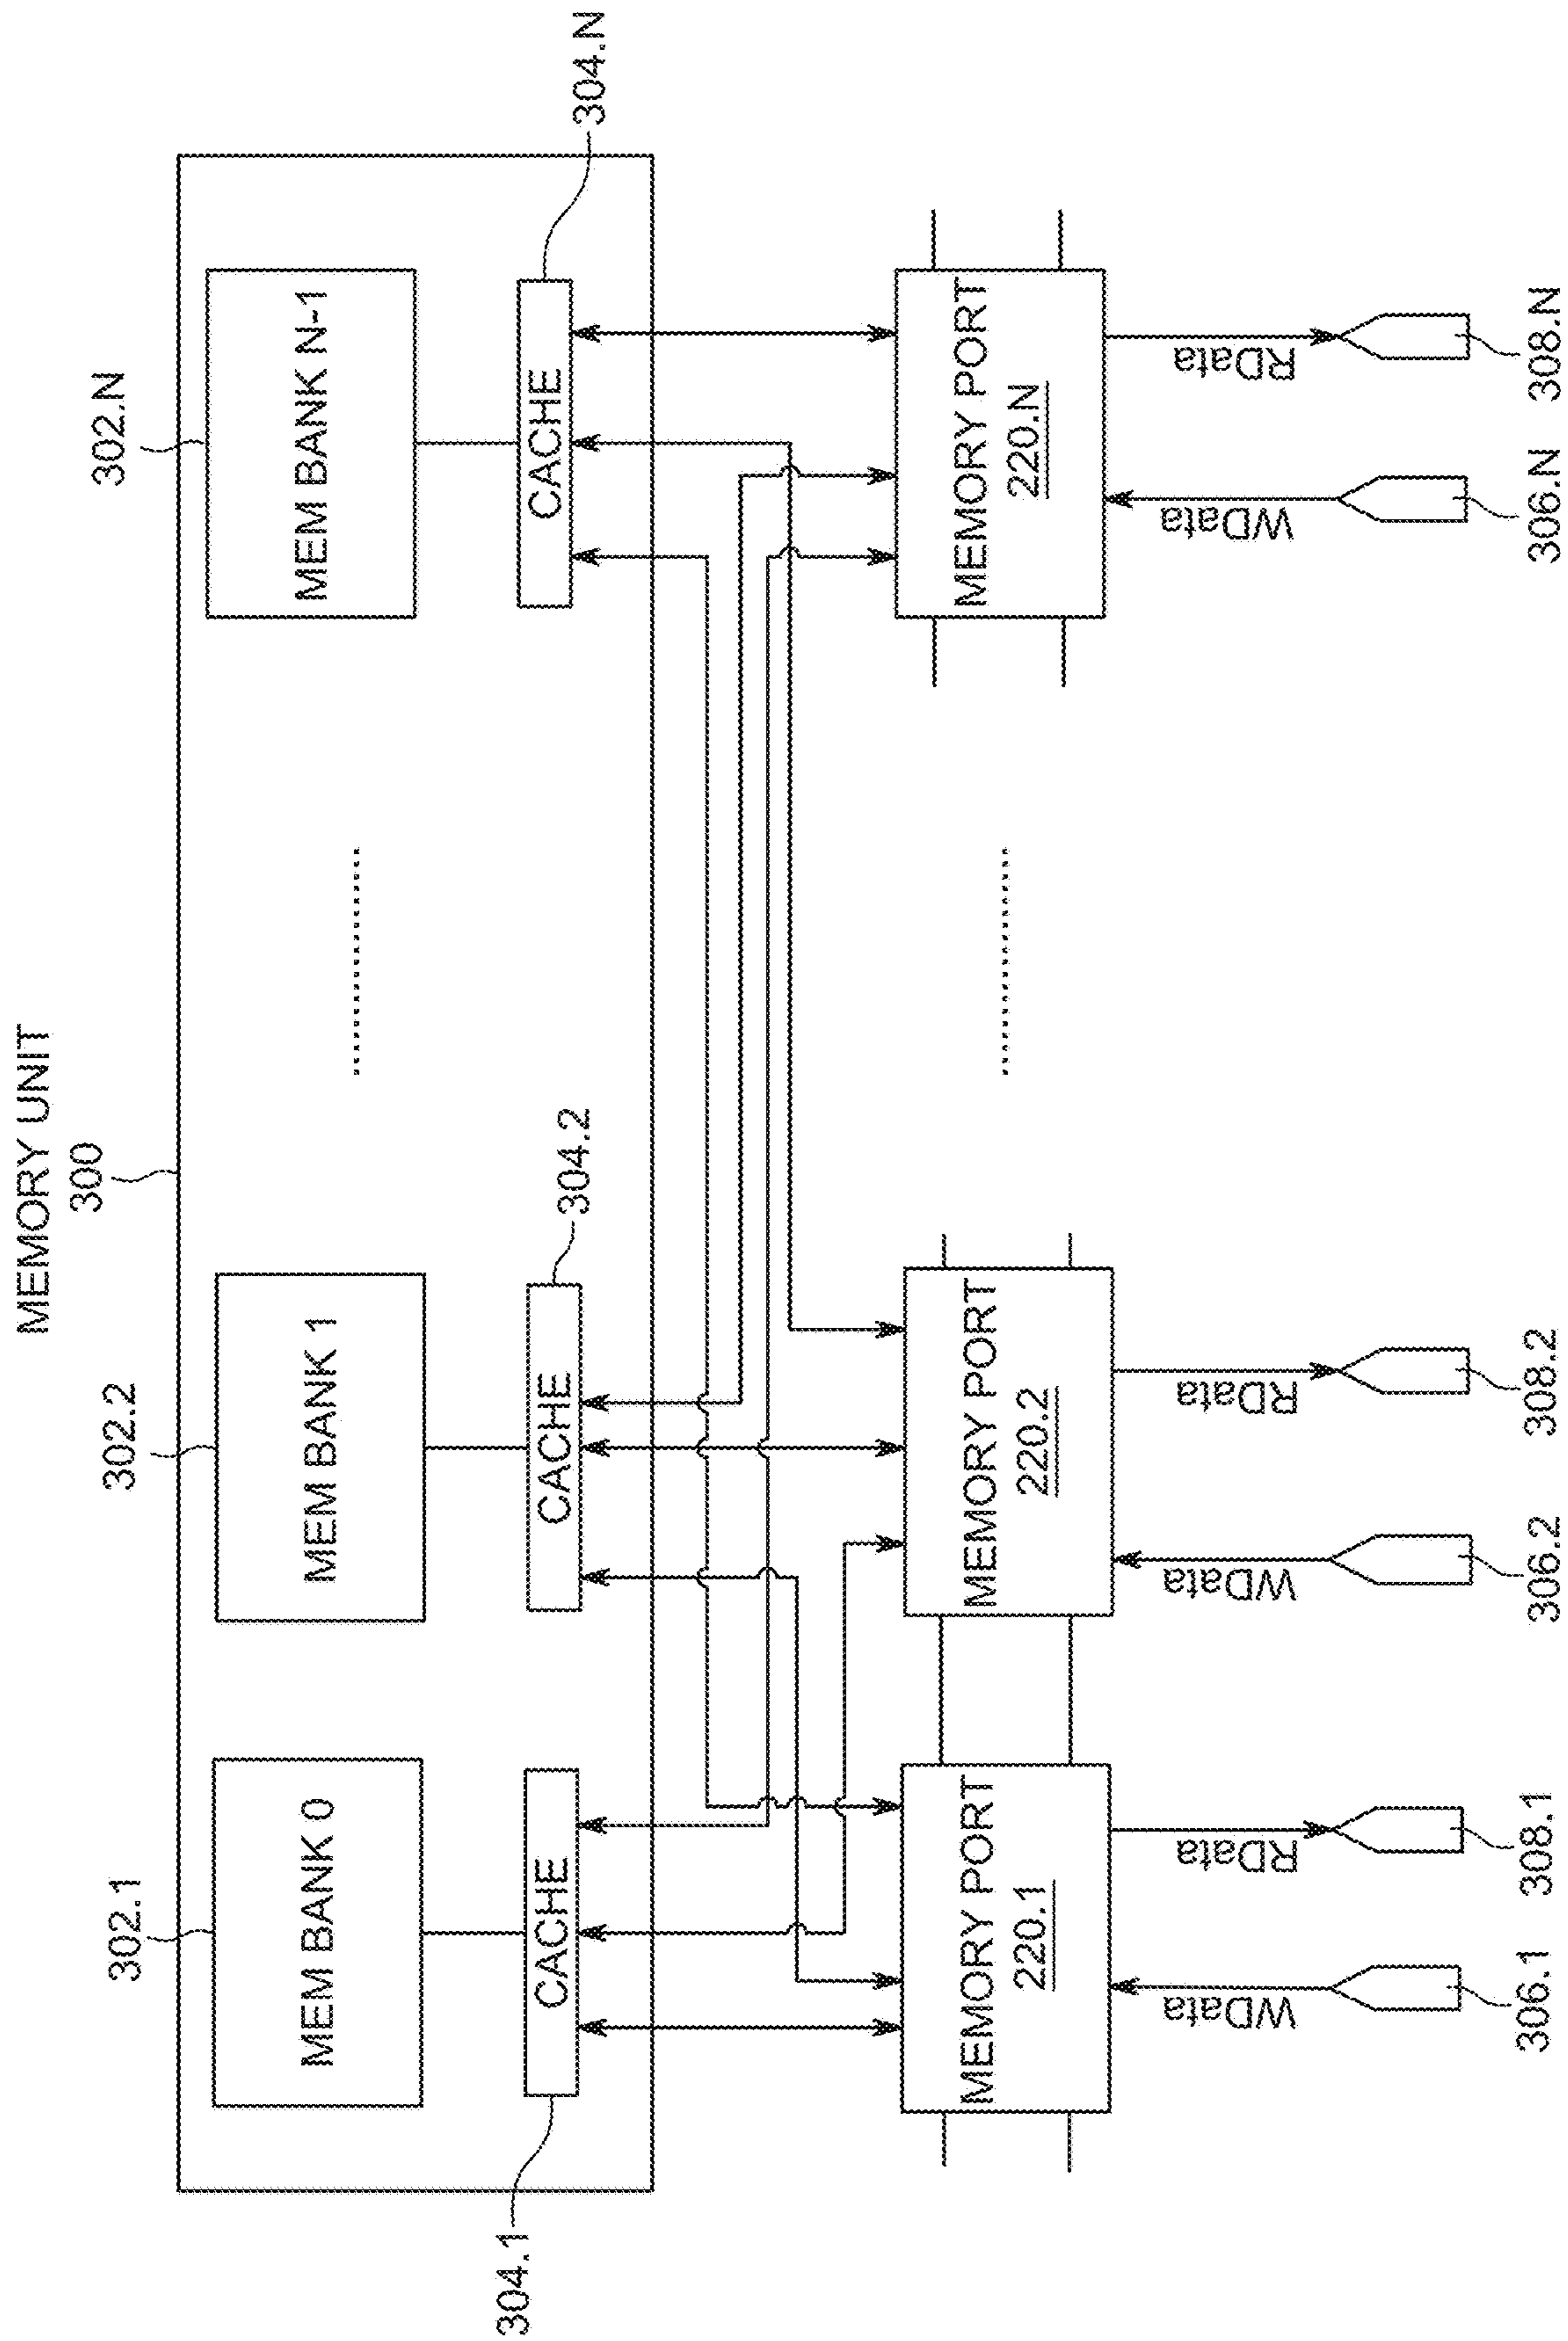 MEMORY UNIT
300
302.1
302.2
302.N
MEM BANK 0
MEM BANK 1
MEM BANK N-1
304.1
CACHE
CACHE
304.2
CACHE
304.N
MEMORY PORT
220.1
MEMORY PORT
220.2
MEMORY PORT
220.N
WData
RData
WData
RData
WData
RData
306.1
308.1
306.2
308.2
306.N
308.N